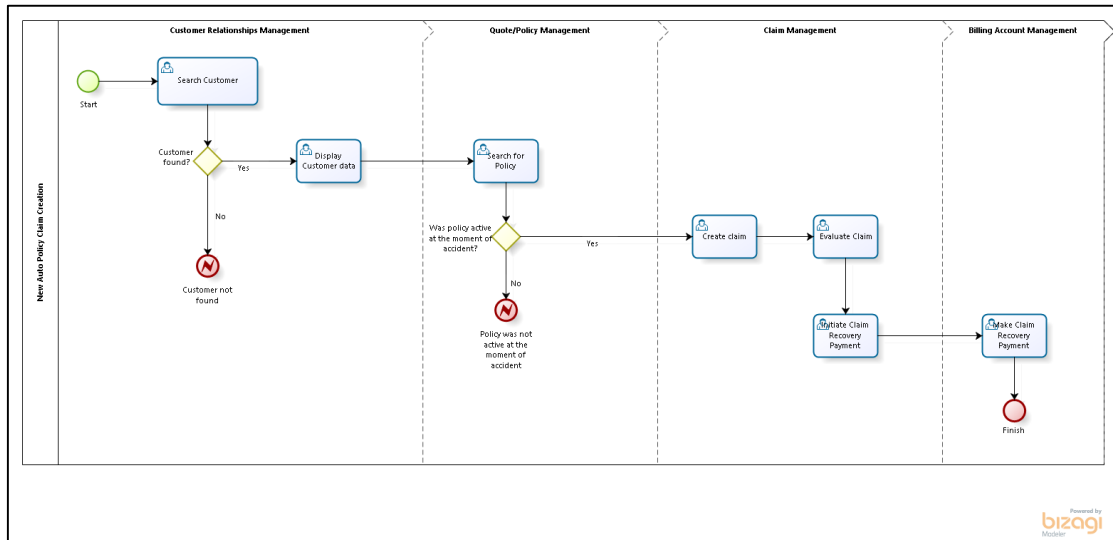 Customer Relationships Management
Quote/Policy Management
Claim Management
Billing Account Management
New Auto Policy Claim Creation
Start
Search Customer
Customer
found?
Yes
Display
Customer data
Search for
Policy
No
Customer not
found
Was policy active
at the moment of
accident?
Yes
Create claim
Evaluate Claim
No
Policy was not
active at the
moment of
accident
Initiate Claim
Recovery
Payment
Make Claim
Recovery
Payment
Finish
Powered by
bizagi
Modeler